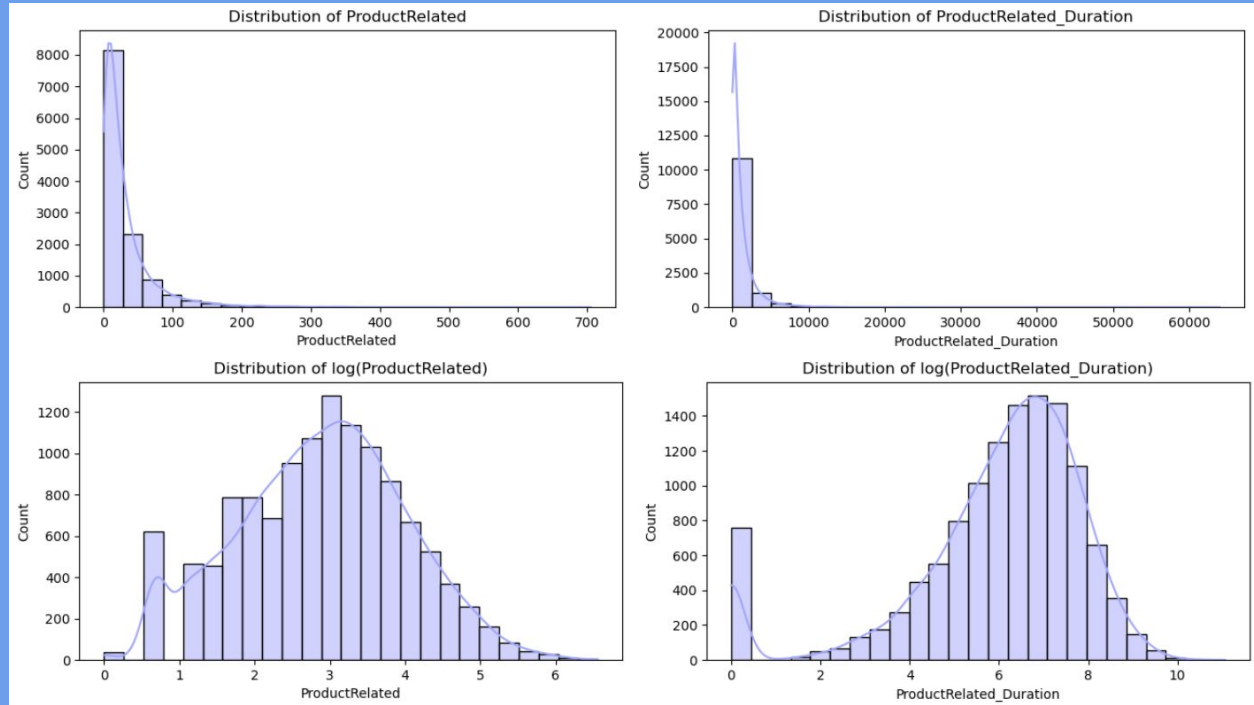 Distribution of ProductRelated
8000
7000
6000
5000
4000
3000
2000
1000
0
Count
0 100 200 300 400 500 600 700
ProductRelated
Distribution of ProductRelated_Duration
20000
17500
15000
12500
10000
7500
5000
2500
0
Count
0 10000 20000 30000 40000 50000 60000
ProductRelated_Duration
Distribution of log(ProductRelated)
1200
1000
800
600
400
200
0
Count
0 1 2 3 4 5 6
ProductRelated
Distribution of log(ProductRelated_Duration)
1400
1200
1000
800
600
400
200
0
Count
0 2 4 6 8 10
ProductRelated_Duration